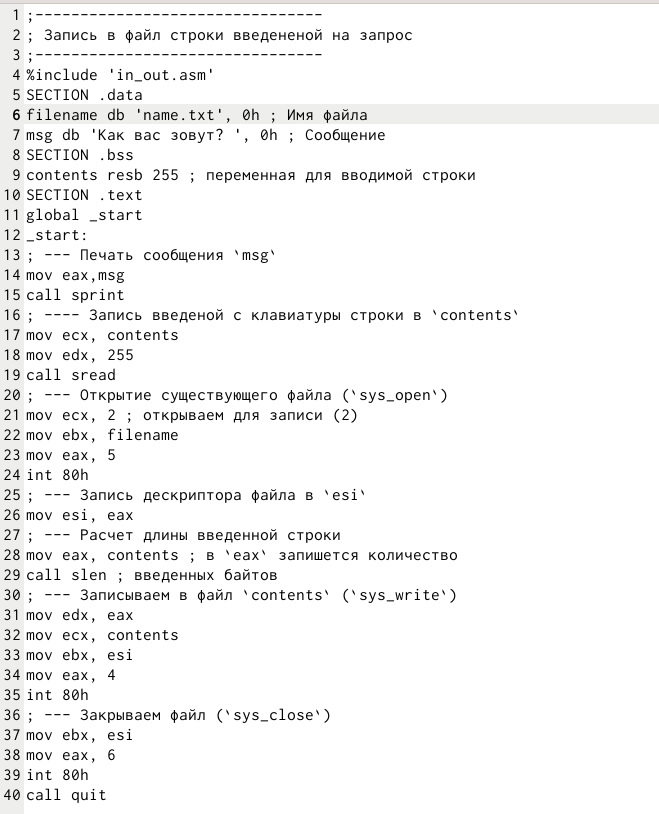 1 ;--------------------------------
2 ; Запись в файл строки введененой на запрос
3 ;--------------------------------
4 %include 'in_out.asm'
5 SECTION .data
6 filename db 'name.txt', 0h ; Имя файла
7 msg db 'Как вас зовут? ', 0h ; Сообщение
8 SECTION .bss
9 contents resb 255 ; переменная для вводимой строки
10 SECTION .text
11 global _start
12 _start:
13 ; --- Печать сообщения `msg`
14 mov eax,msg
15 call sprint
16 ; ---- Запись введеной с клавиатуры строки в `contents`
17 mov ecx, contents
18 mov edx, 255
19 call sread
20 ; --- Открытие существующего файла (`sys_open`)
21 mov ecx, 2 ; открываем для записи (2)
22 mov ebx, filename
23 mov eax, 5
24 int 80h
25 ; --- Запись дескриптора файла в `esi`
26 mov esi, eax
27 ; --- Расчет длины введенной строки
28 mov eax, contents ; в `eax` запишется количество
29 call slen ; введенных байтов
30 ; --- Записываем в файл `contents` (`sys_write`)
31 mov edx, eax
32 mov ecx, contents
33 mov ebx, esi
34 mov eax, 4
35 int 80h
36 ; --- Закрываем файл (`sys_close`)
37 mov ebx, esi
38 mov eax, 6
39 int 80h
40 call quit